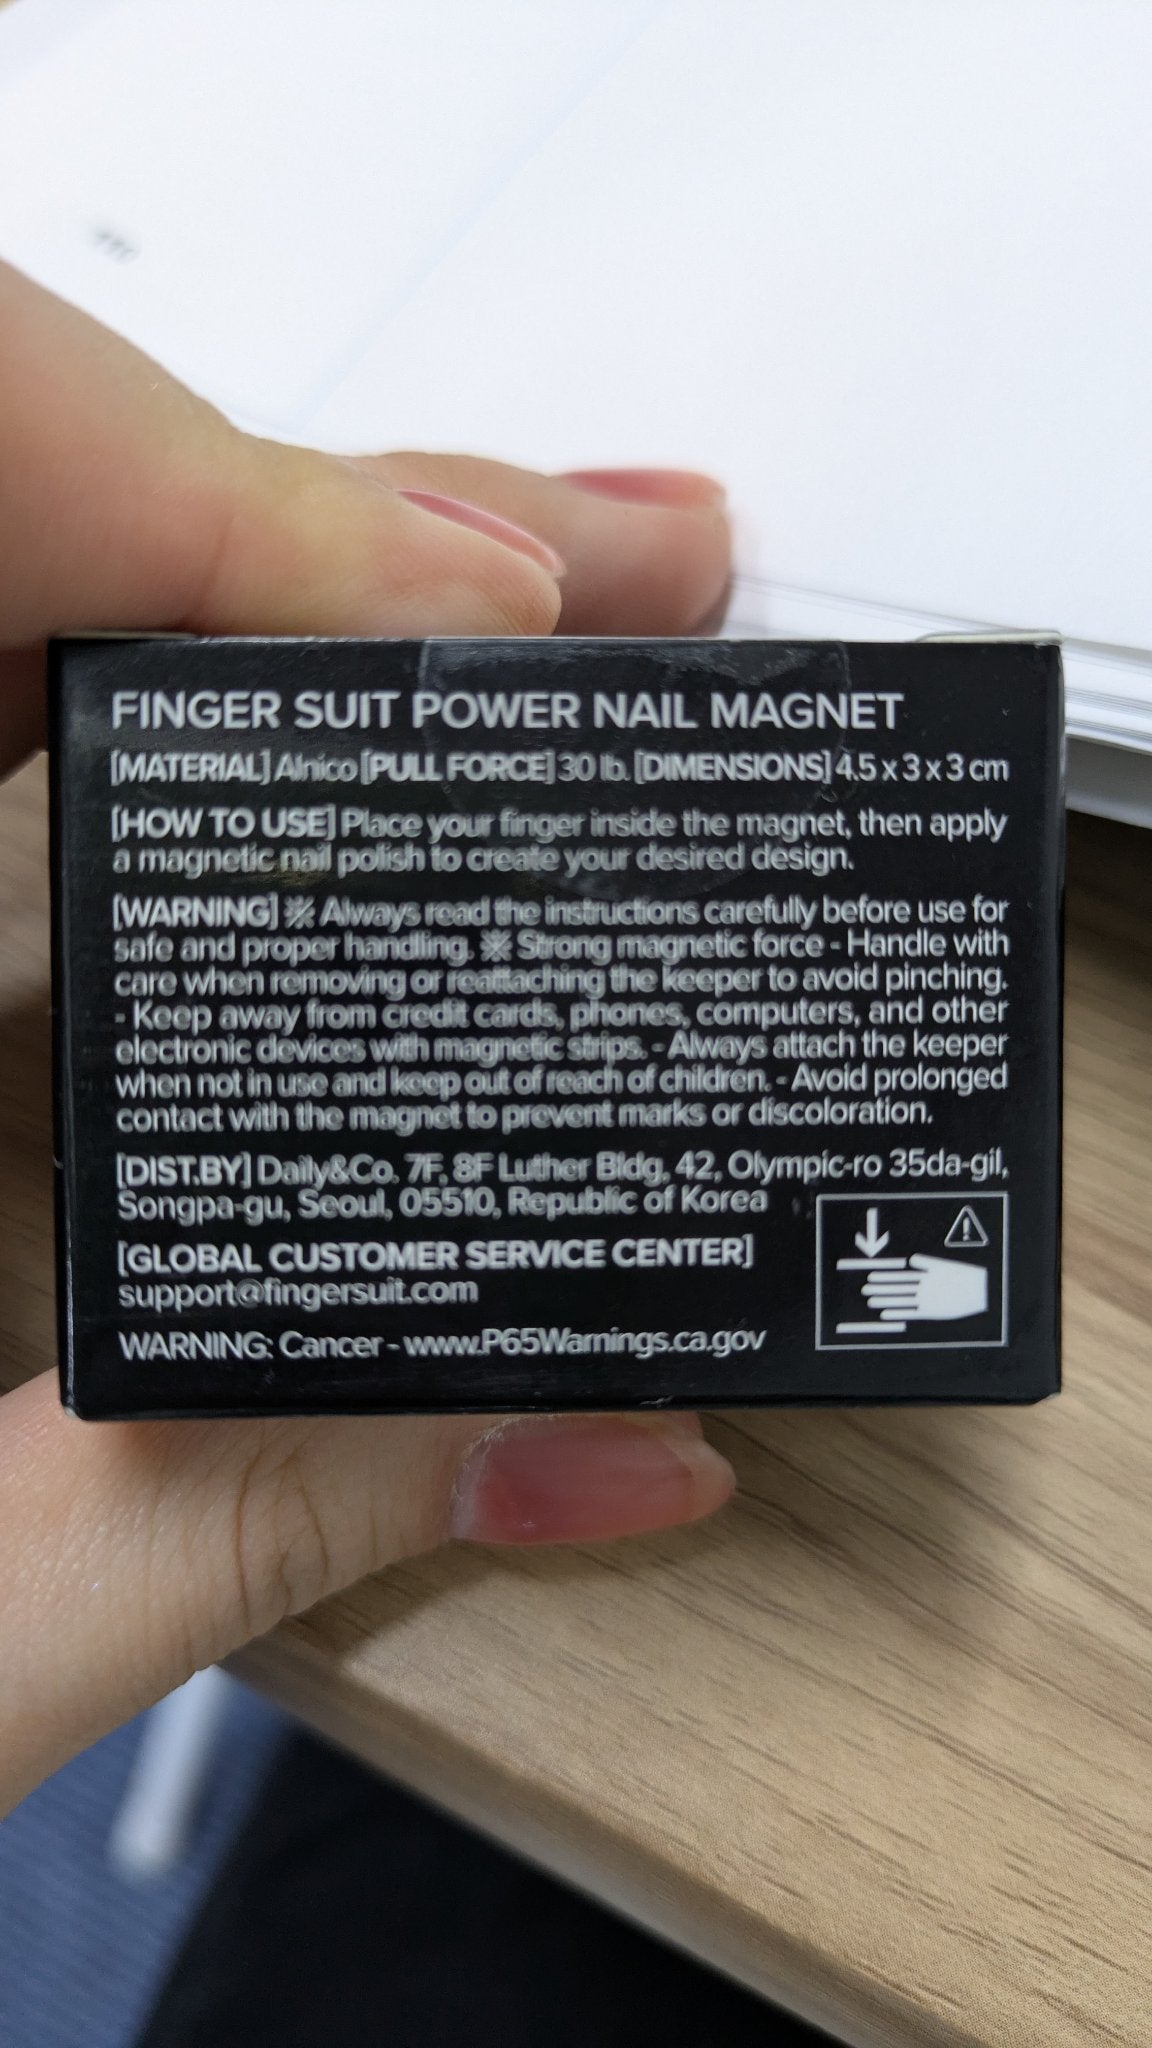 FINGER SUIT POWER NAIL MAGNET
[MATERIAL] Alnico [PULL FORCE] 30 lb. [DIMENSIONS] 4.5 x 3 x 3 cm
[HOW TO USE] Place your finger inside the magnet, then apply
a magnetic nail polish to create your desired design.
[WARNING] ※ Always read the instructions carefully before use for
safe and proper handling. ※ Strong magnetic force - Handle with
care when removing or reattaching the keeper to avoid pinching.
- Keep away from credit cards, phones, computers, and other
electronic devices with magnetic strips. - Always attach the keeper
when not in use and keep out of reach of children. - Avoid prolonged
contact with the magnet to prevent marks or discoloration.
[DIST.BY] Daily&Co. 7F, 8F Luther Bldg, 42, Olympic-ro 35da-gil,
Songpa-gu, Seoul, 05510, Republic of Korea
[GLOBAL CUSTOMER SERVICE CENTER]
support@fingersuit.com
WARNING: Cancer - www.P65Warnings.ca.gov